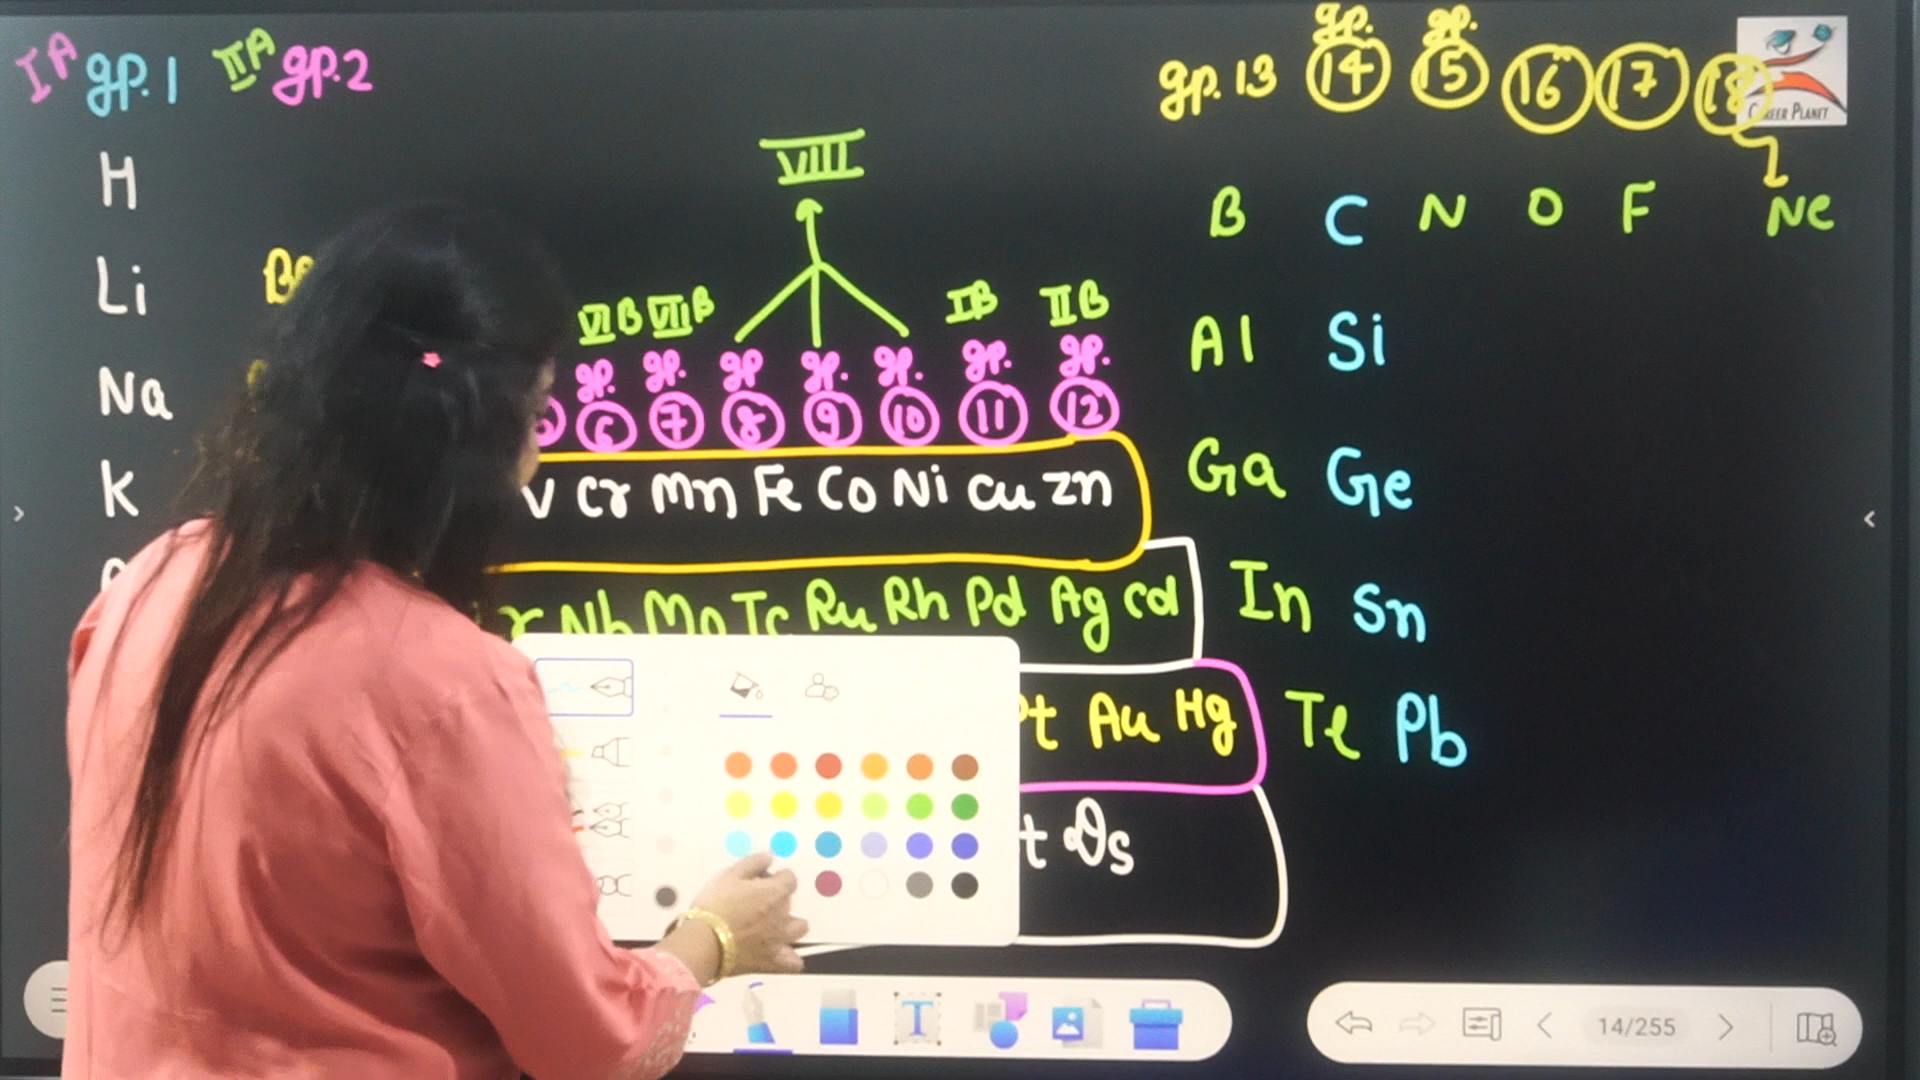 IA gp.1 IIA gp.2 gp.13 gp. 14 gp. 15 16 17 18
CAREER PLANET
VIII
H B C N O F Ne
Li
VIB VIIB IB IIB
Al Si
gp. gp. gp gp. gp. gp. gp.
6 7 8 9 10 11 12
Na
K V Cr Mn Fe Co Ni Cu Zn Ga Ge
Nb Mo Tc Ru Rh Pd Ag Cd In Sn
Pt Au Hg Te Pb
t Ds
T
14/255